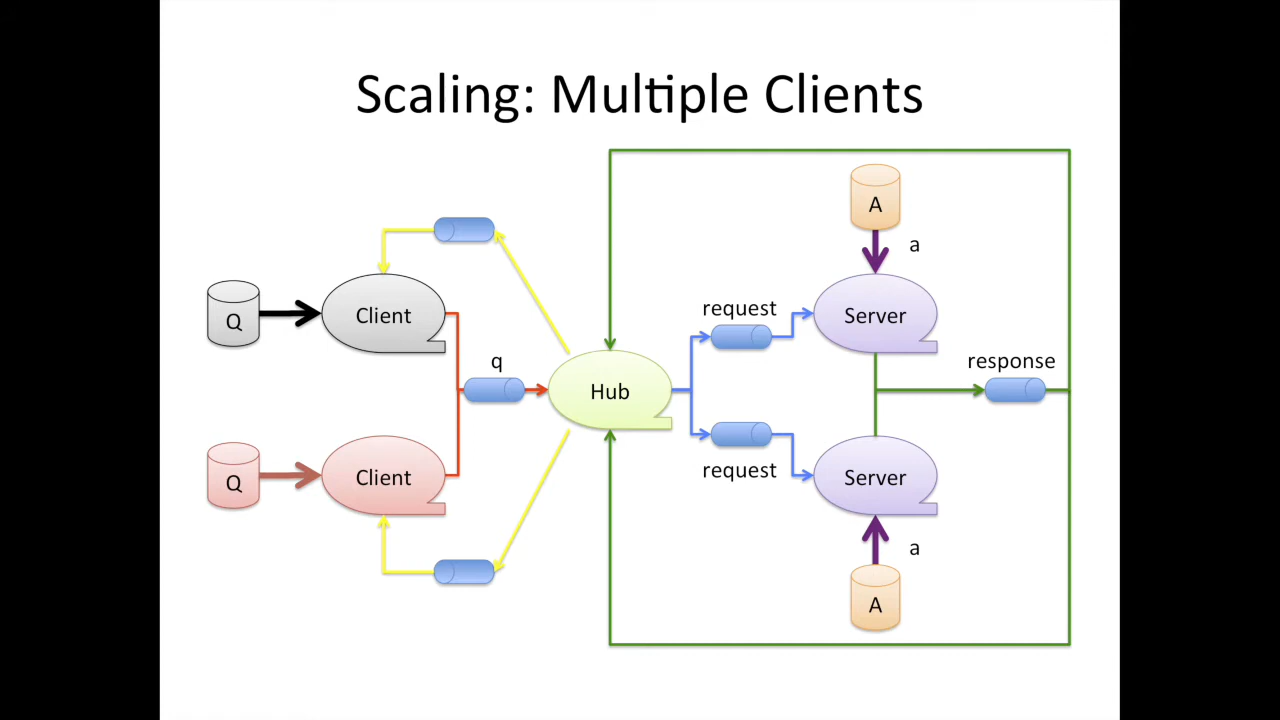 Scaling: Multiple Clients
A
a
request
Q
Client
Server
q
response
Hub
request
Q
Client
Server
a
A